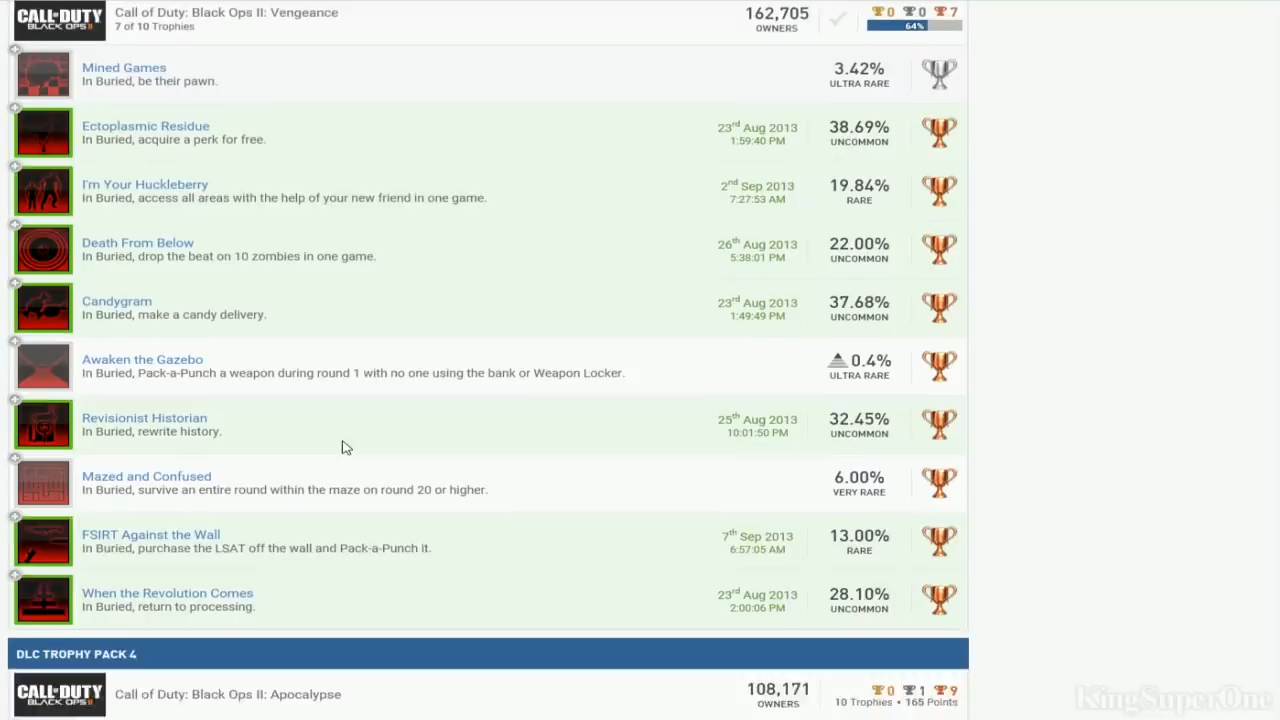 CALL OF DUTY
BLACK OPS II
Call of Duty: Black Ops II: Vengeance
7 of 10 Trophies
162,705
OWNERS
0 0 7
64%
Mined Games
In Buried, be their pawn.
3.42%
ULTRA RARE
Ectoplasmic Residue
In Buried, acquire a perk for free.
23rd Aug 2013
1:59:40 PM
38.69%
UNCOMMON
I'm Your Huckleberry
In Buried, access all areas with the help of your new friend in one game.
2nd Sep 2013
7:27:53 AM
19.84%
RARE
Death From Below
In Buried, drop the beat on 10 zombies in one game.
26th Aug 2013
5:38:01 PM
22.00%
UNCOMMON
Candygram
In Buried, make a candy delivery.
23rd Aug 2013
1:49:49 PM
37.68%
UNCOMMON
Awaken the Gazebo
In Buried, Pack-a-Punch a weapon during round 1 with no one using the bank or Weapon Locker.
0.4%
ULTRA RARE
Revisionist Historian
In Buried, rewrite history.
25th Aug 2013
10:01:50 PM
32.45%
UNCOMMON
Mazed and Confused
In Buried, survive an entire round within the maze on round 20 or higher.
6.00%
VERY RARE
FSIRT Against the Wall
In Buried, purchase the LSAT off the wall and Pack-a-Punch it.
7th Sep 2013
6:57:05 AM
13.00%
RARE
When the Revolution Comes
In Buried, return to processing.
23rd Aug 2013
2:00:06 PM
28.10%
UNCOMMON
DLC TROPHY PACK 4
CALL OF DUTY
BLACK OPS II
Call of Duty: Black Ops II: Apocalypse
108,171
OWNERS
0 1 9
10 Trophies • 165 Points
KingSuperOne